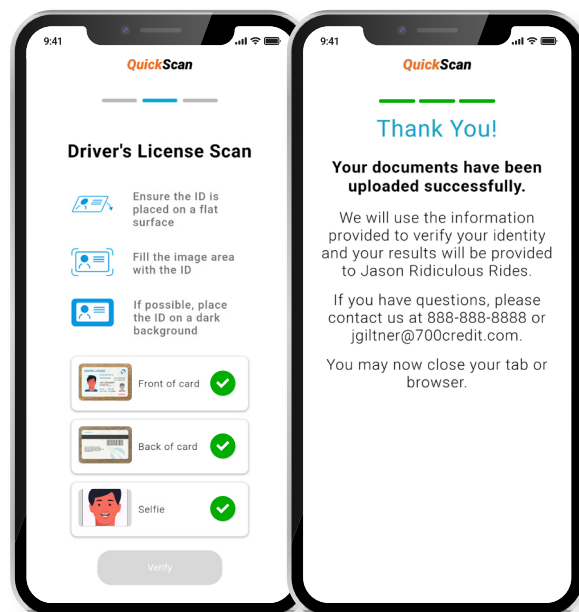 9:41
QuickScan
Driver's License Scan
Ensure the ID is
placed on a flat
surface
Fill the image area
with the ID
If possible, place
the ID on a dark
background
Front of card
Back of card
Selfie
Verify
9:41
QuickScan
Thank You!
Your documents have been
uploaded successfully.
We will use the information
provided to verify your identity
and your results will be provided
to Jason Ridiculous Rides.
If you have questions, please
contact us at 888-888-8888 or
jgiltner@700credit.com.
You may now close your tab or
browser.